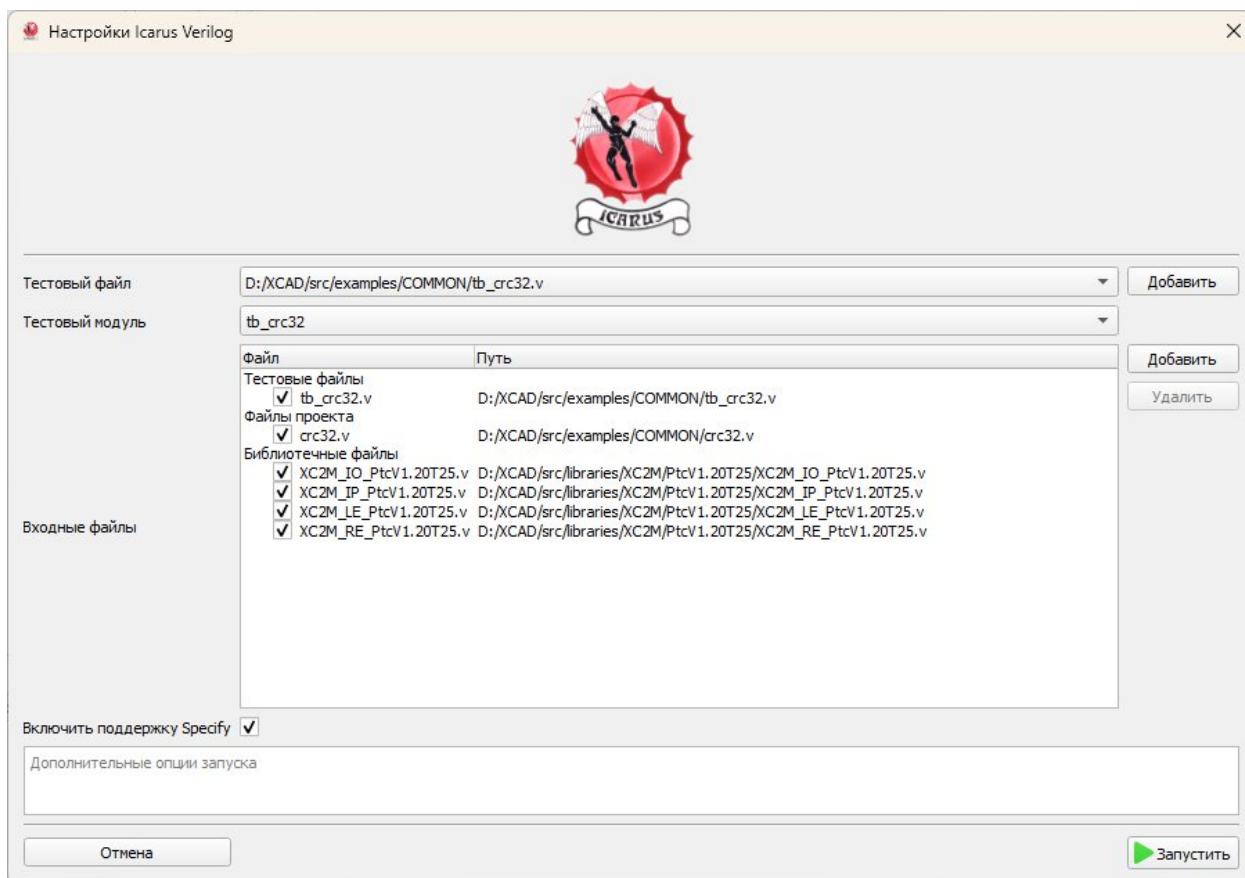 Настройки Icarus Verilog
ICARUS
Тестовый файл D:/XCAD/src/examples/COMMON/tb_crc32.v Добавить
Тестовый модуль tb_crc32
Файл Путь Добавить
Тестовые файлы
tb_crc32.v D:/XCAD/src/examples/COMMON/tb_crc32.v Удалить
Файлы проекта
crc32.v D:/XCAD/src/examples/COMMON/crc32.v
Библиотечные файлы
XC2M_IO_PtcV1.20T25.v D:/XCAD/src/libraries/XC2M/PtcV1.20T25/XC2M_IO_PtcV1.20T25.v
XC2M_IP_PtcV1.20T25.v D:/XCAD/src/libraries/XC2M/PtcV1.20T25/XC2M_IP_PtcV1.20T25.v
XC2M_LE_PtcV1.20T25.v D:/XCAD/src/libraries/XC2M/PtcV1.20T25/XC2M_LE_PtcV1.20T25.v
Входные файлы XC2M_RE_PtcV1.20T25.v D:/XCAD/src/libraries/XC2M/PtcV1.20T25/XC2M_RE_PtcV1.20T25.v
Включить поддержку Specify
Дополнительные опции запуска
Отмена Запустить